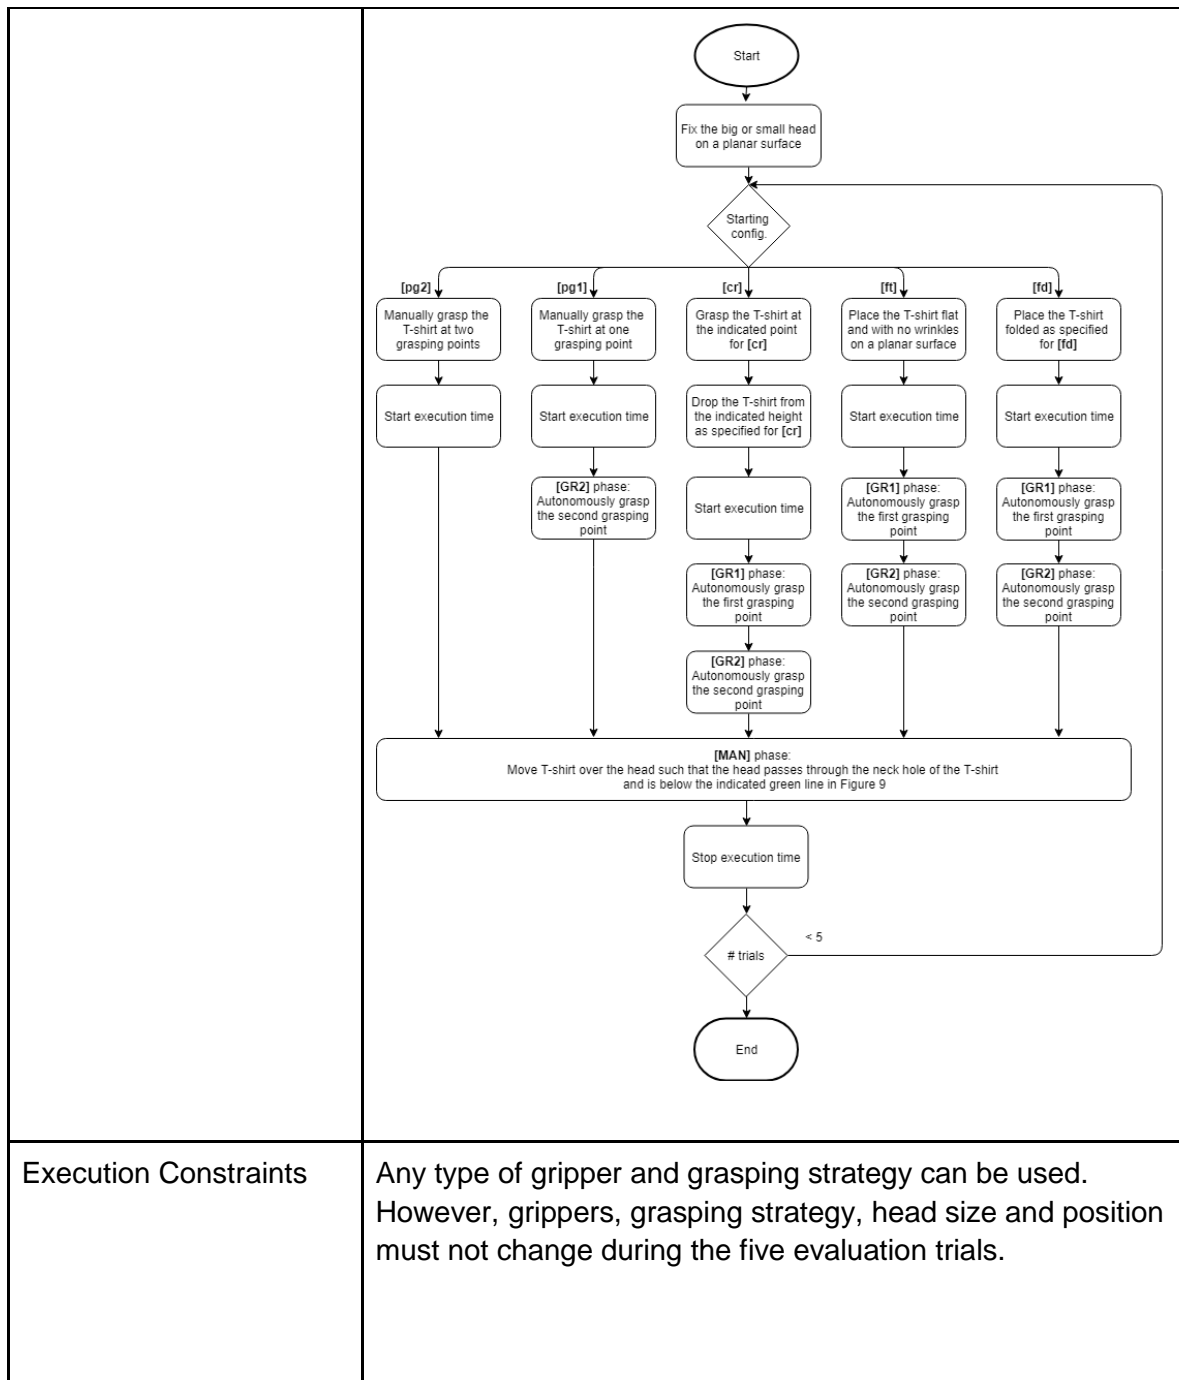 Start
Fix the big or small head
on a planar surface
Starting
config.
[pg2]
Manually grasp the
T-shirt at two
grasping points
Start execution time
[pg1]
Manually grasp the
T-shirt at one
grasping point
Start execution time
[GR2] phase:
Autonomously grasp
the second grasping
point
[cr]
Grasp the T-shirt at
the indicated point
for [cr]
Drop the T-shirt from
the indicated height
as specified for [cr]
Start execution time
[GR1] phase:
Autonomously grasp
the first grasping
point
[GR2] phase:
Autonomously grasp
the second grasping
point
[ft]
Place the T-shirt flat
and with no wrinkles
on a planar surface
Start execution time
[GR1] phase:
Autonomously grasp
the first grasping
point
[GR2] phase:
Autonomously grasp
the second grasping
point
[fd]
Place the T-shirt
folded as specified
for [fd]
Start execution time
[GR1] phase:
Autonomously grasp
the first grasping
point
[GR2] phase:
Autonomously grasp
the second grasping
point
[MAN] phase:
Move T-shirt over the head such that the head passes through the neck hole of the T-shirt
and is below the indicated green line in Figure 9
Stop execution time
# trials
< 5
End
Execution Constraints
Any type of gripper and grasping strategy can be used.
However, grippers, grasping strategy, head size and position
must not change during the five evaluation trials.